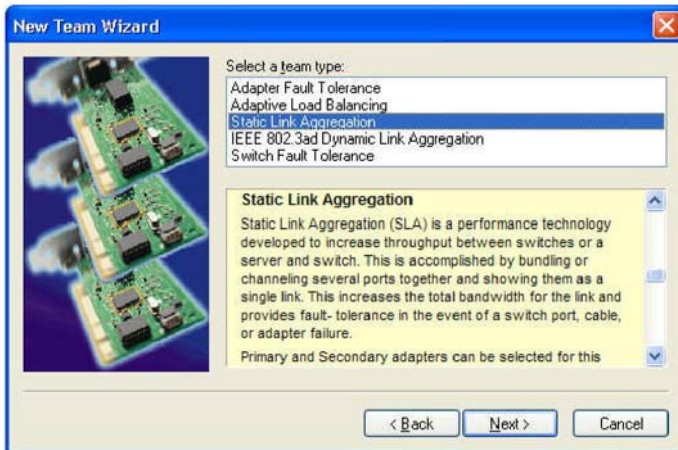 New Team Wizard
Select a team type:
Adapter Fault Tolerance
Adaptive Load Balancing
Static Link Aggregation
IEEE 802.3ad Dynamic Link Aggregation
Switch Fault Tolerance
Static Link Aggregation
Static Link Aggregation (SLA) is a performance technology
developed to increase throughput between switches or a
server and switch. This is accomplished by bundling or
channeling several ports together and showing them as a
single link. This increases the total bandwidth for the link and
provides fault- tolerance in the event of a switch port, cable,
or adapter failure.
Primary and Secondary adapters can be selected for this
< Back
Next >
Cancel